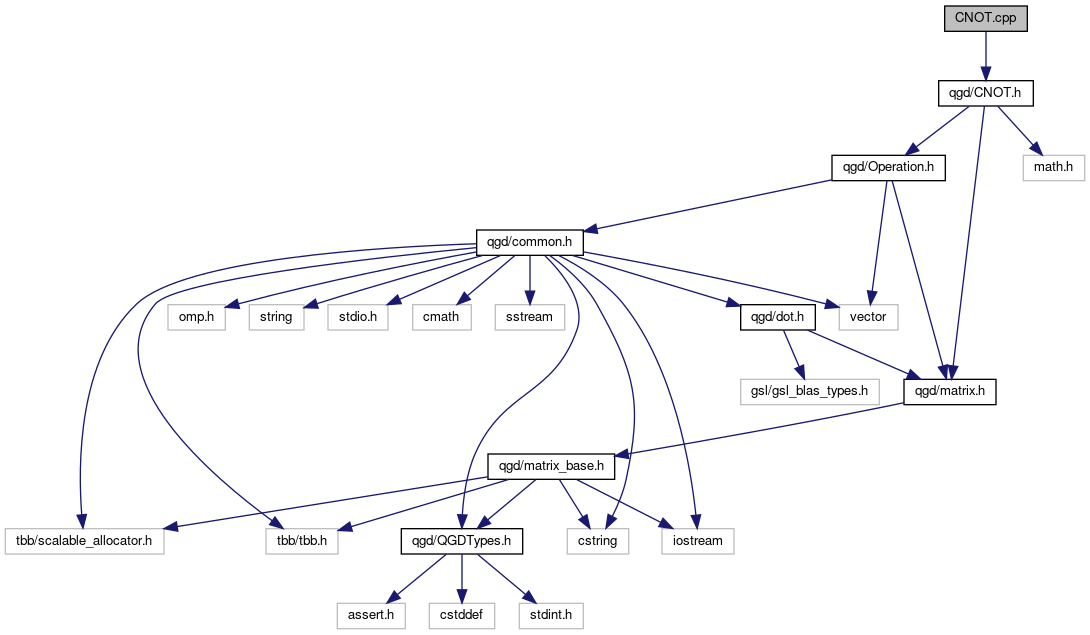 CNOT.cpp
qgd/CNOT.h
qgd/Operation.h
math.h
qgd/common.h
omp.h
string
stdio.h
cmath
sstream
qgd/dot.h
vector
gsl/gsl_blas_types.h
qgd/matrix.h
qgd/matrix_base.h
tbb/scalable_allocator.h
tbb/tbb.h
qgd/QGDTypes.h
cstring
iostream
assert.h
cstddef
stdint.h